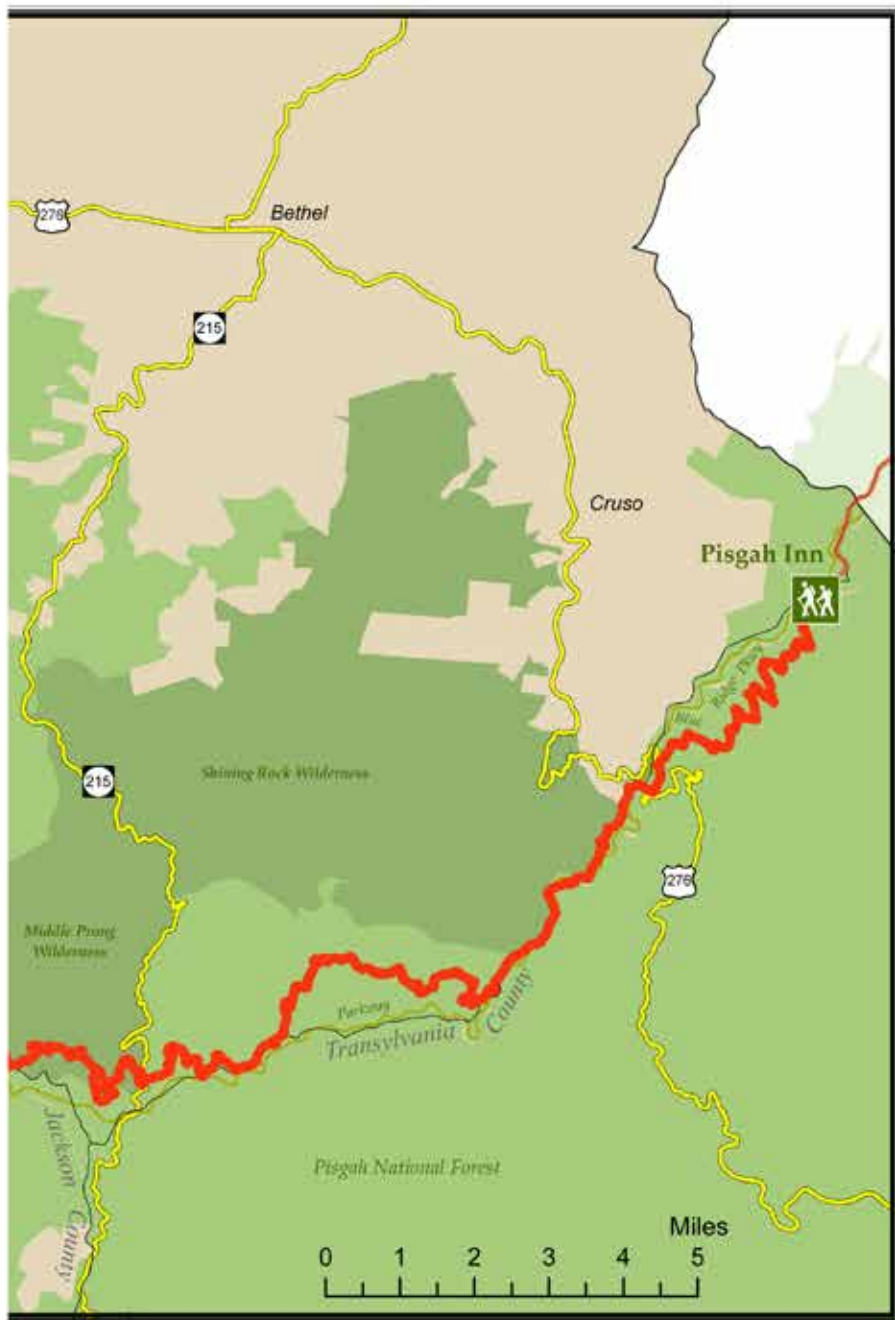 276
Bethel
215
Cruso
Pisgah Inn
Blue Ridge Pkwy
Shining Rock Wilderness
215
276
Middle Prong
Wilderness
Parkway
Transylvania County
Jackson County
Pisgah National Forest
Miles
0 1 2 3 4 5